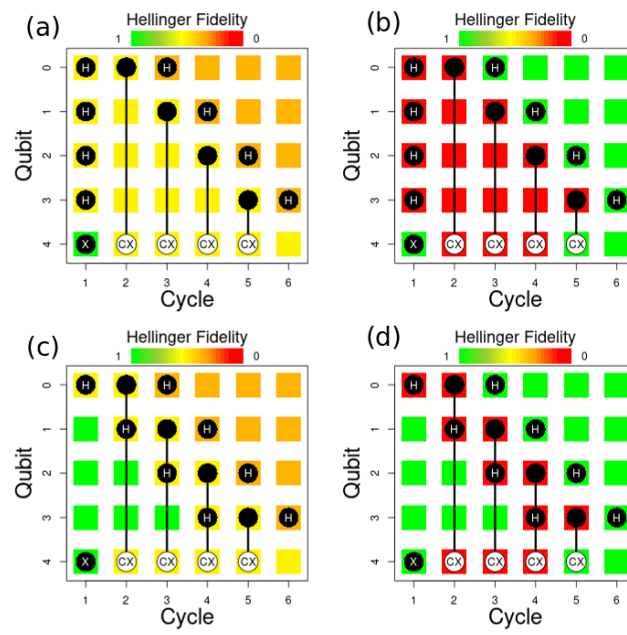 (a)
Hellinger Fidelity
1 0
Qubit
0 H H
1 H H
2 H H
3 H H
4 X CX CX CX CX
1 2 3 4 5 6
Cycle
(b)
Hellinger Fidelity
1 0
Qubit
0 H H
1 H H
2 H H
3 H H
4 X CX CX CX CX
1 2 3 4 5 6
Cycle
(c)
Hellinger Fidelity
1 0
Qubit
0 H H
1 H H
2 H H
3 H H
4 X CX CX CX CX
1 2 3 4 5 6
Cycle
(d)
Hellinger Fidelity
1 0
Qubit
0 H H
1 H H
2 H H
3 H H
4 X CX CX CX CX
1 2 3 4 5 6
Cycle